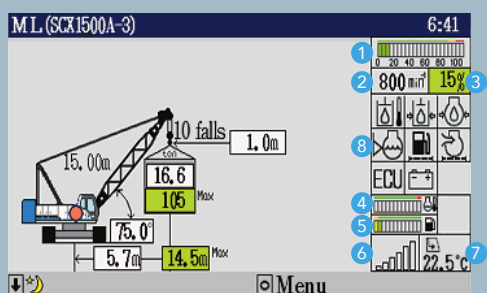 ML(SCX1500A-3) 6:41
1
0 20 40 60 80 100
2 800 min⁻¹ 15% 3
10 falls
1.0m
15.00m
ton
16.6
105 Max
8
ECU
4
75.0°
5
5.7m 14.5m Max
6 22.5°C 7
Menu